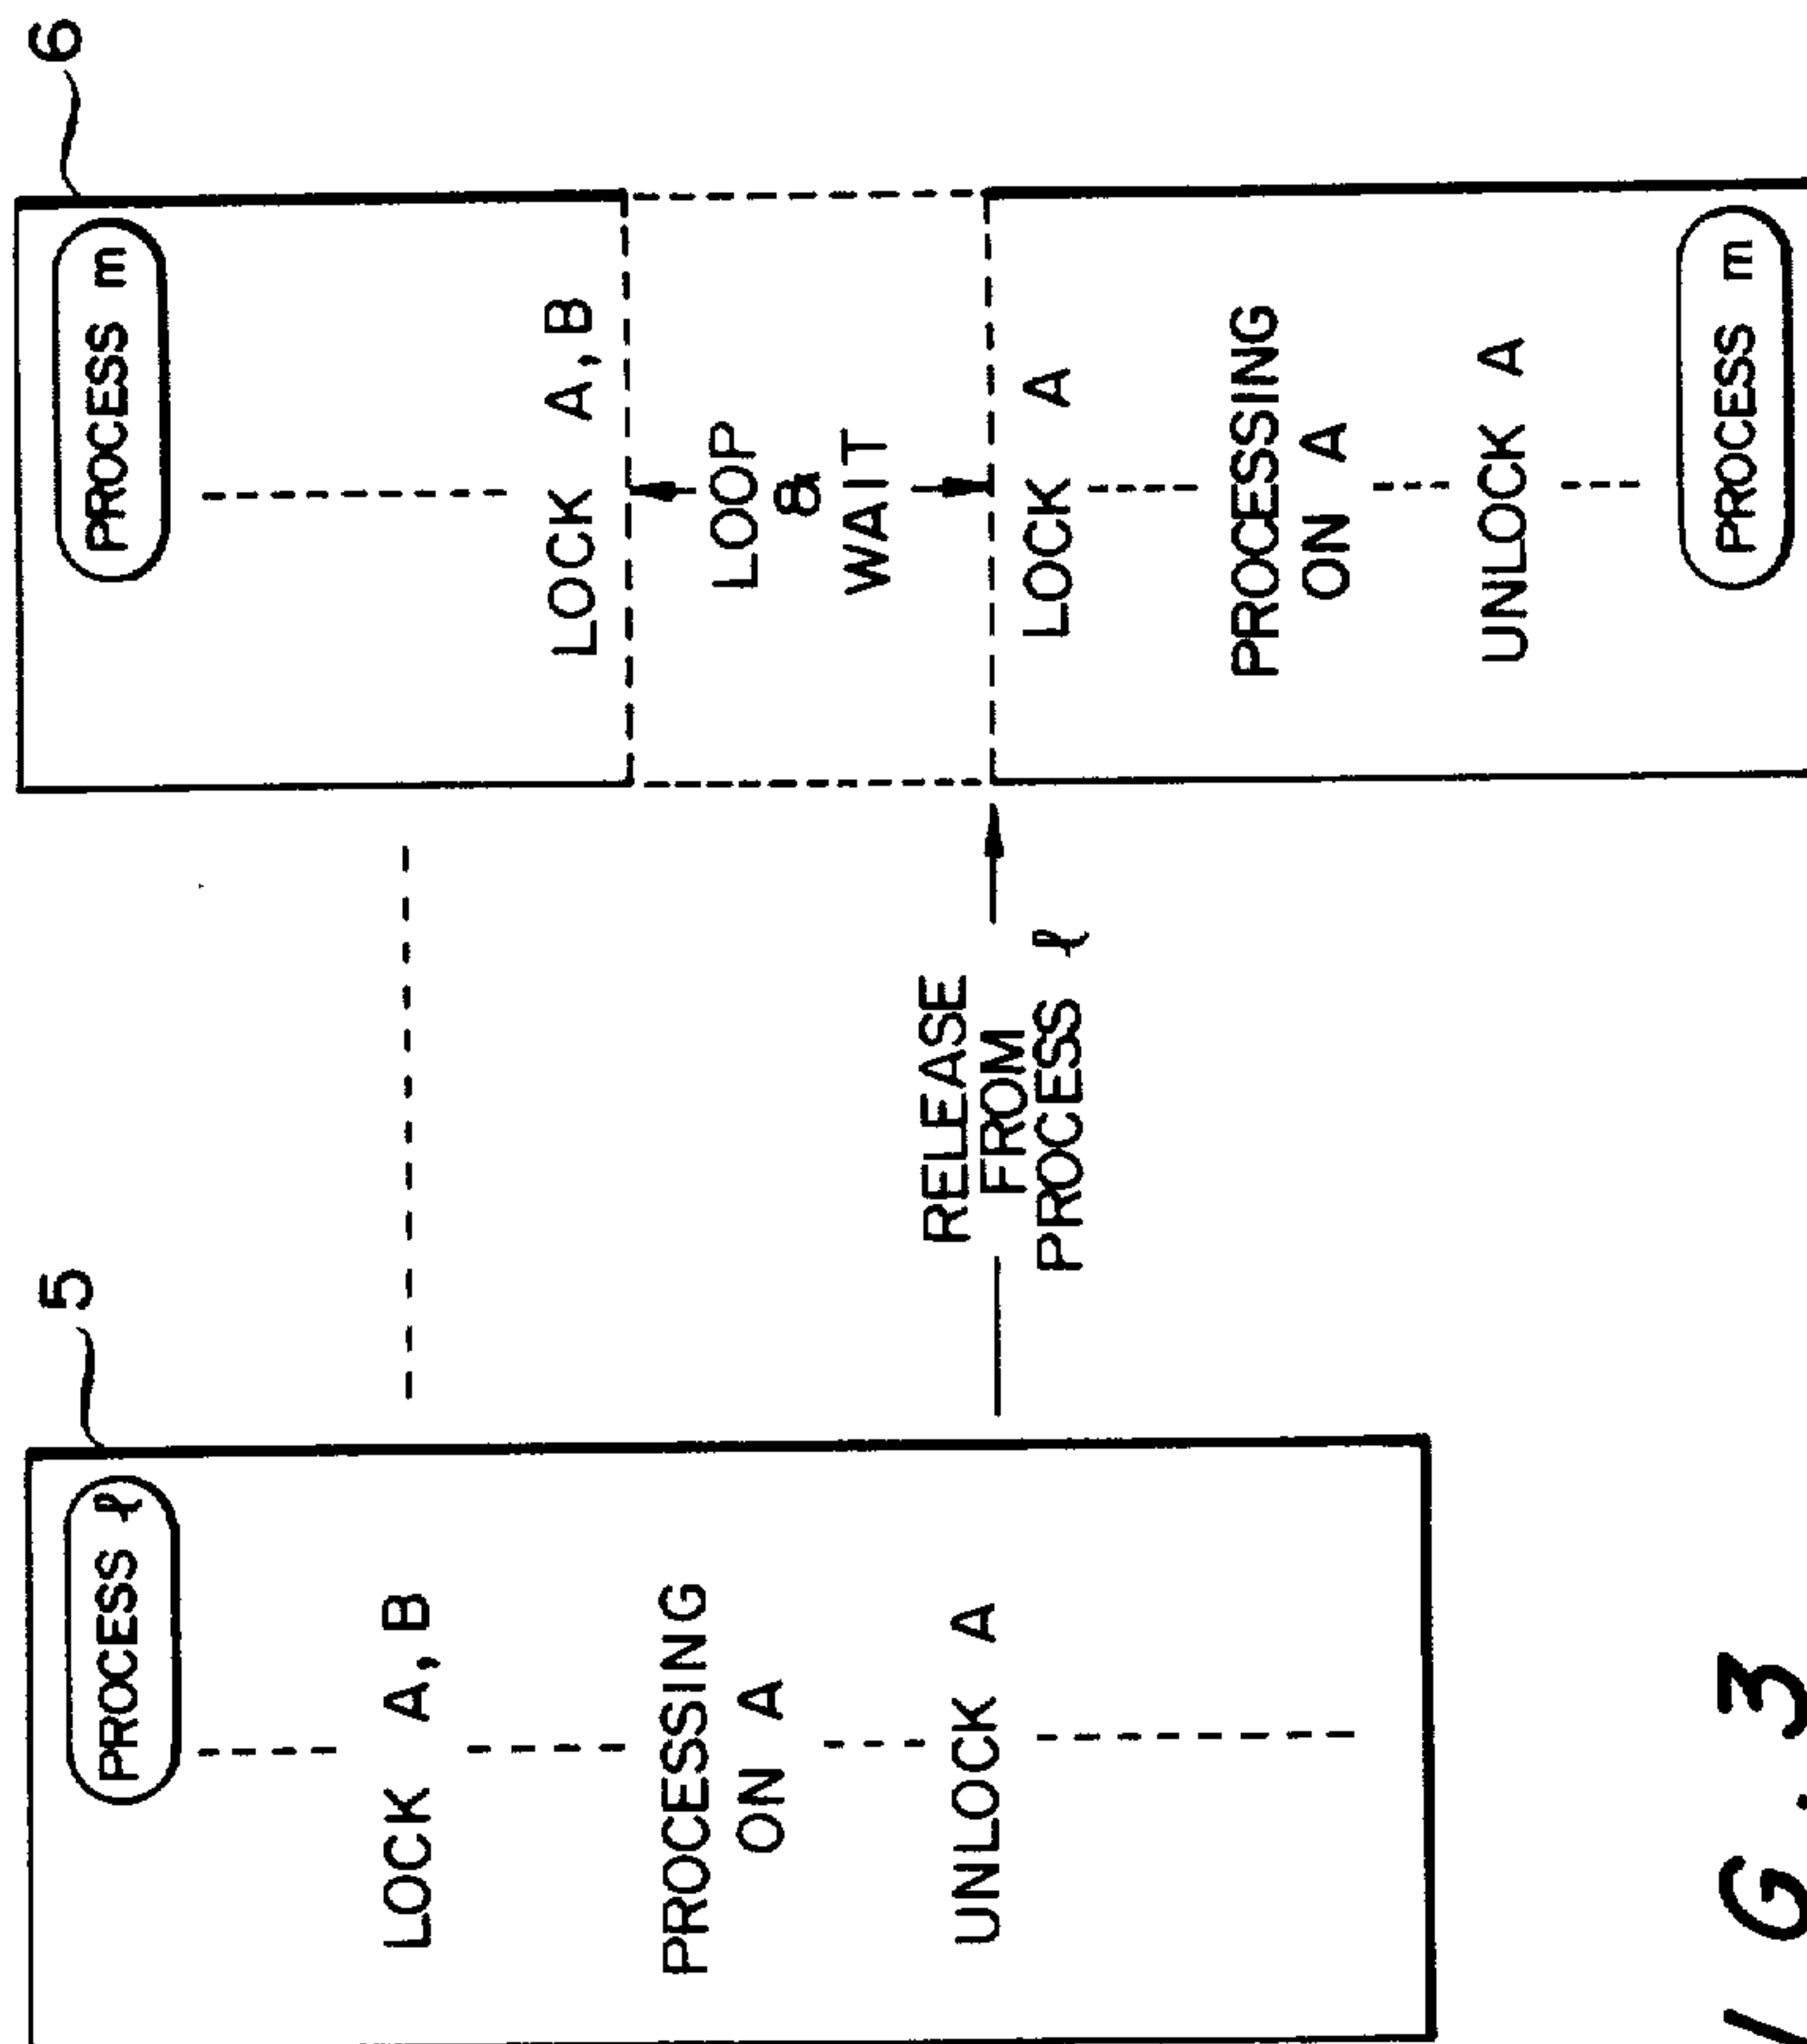 5
PROCESS ℓ
LOCK A,B
PROCESSING
ON A
UNLOCK A
RELEASE
FROM
PROCESS ℓ
6
PROCESS m
LOCK A,B
LOOP
&
WAIT
LOCK A
PROCESSING
ON A
UNLOCK A
PROCESS m
IG. 3